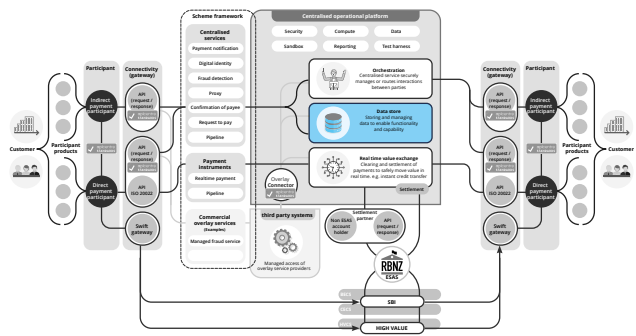 Scheme framework
Centralised operational platform
Centralised
services
Payment notification
Digital identity
Fraud detection
Proxy
Confirmation of payee
Request to pay
Pipeline
Payment
instruments
Realtime payment
Pipeline
Commercial
overlay services
(Examples)
Managed fraud service
Security
Compute
Data
Sandbox
Reporting
Test harness
Orchestration
Centralised service securely
manages or routes interactions
between parties
Data store
Storing and managing
data to enable functionality
and capability
Real time value exchange
Clearing and settlement of
payments to safely move value in
real time. e.g. instant credit transfer
Settlement
Overlay
Connector
third party systems
Managed access of
overlay service providers
Settlement
partner
Non ESAS
account
holder
API
(request /
response)
RBNZ
ESAS
SBI
HIGH VALUE
Customer
Participant
products
Participant
Indirect
payment
participant
Direct
payment
participant
Connectivity
(gateway)
API
(request /
response)
API
(request /
response)
API
ISO 20022
Swift
gateway
Connectivity
(gateway)
API
(request /
response)
API
(request /
response)
API
ISO 20022
Swift
gateway
Participant
Indirect
payment
participant
Direct
payment
participant
Participant
products
Customer